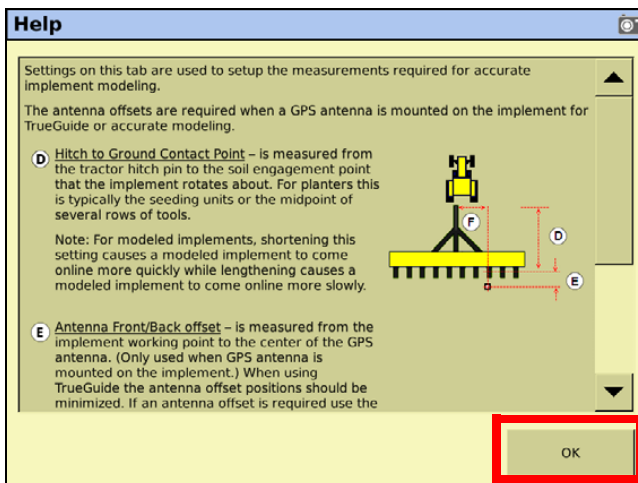 Help
Settings on this tab are used to setup the measurements required for accurate
implement modeling.
The antenna offsets are required when a GPS antenna is mounted on the implement for
TrueGuide or accurate modeling.
D Hitch to Ground Contact Point – is measured from
the tractor hitch pin to the soil engagement point
that the implement rotates about. For planters this
is typically the seeding units or the midpoint of
several rows of tools.
Note: For modeled implements, shortening this
setting causes a modeled implement to come
online more quickly while lengthening causes a
modeled implement to come online more slowly.
F
D
E
E Antenna Front/Back offset – is measured from the
implement working point to the center of the GPS
antenna. (Only used when GPS antenna is
mounted on the implement.) When using
TrueGuide the antenna offset positions should be
minimized. If an antenna offset is required use the
OK